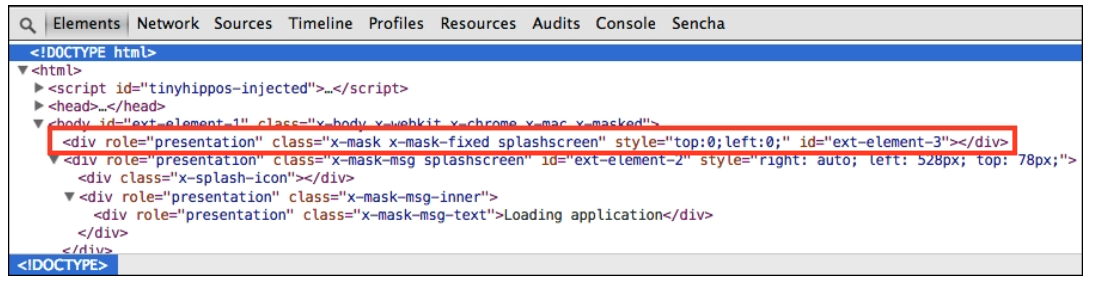 Elements Network Sources Timeline Profiles Resources Audits Console Sencha
<!DOCTYPE html>
▼<html>
▶<script id="tinyhippos-injected">…</script>
▶<head>…</head>
▼<body id="ext-element-1" class="x-body x-webkit x-chrome x-mac x-masked">
<div role="presentation" class="x-mask x-mask-fixed splashscreen" style="top:0;left:0;" id="ext-element-3"></div>
▼<div role="presentation" class="x-mask-msg splashscreen" id="ext-element-2" style="right: auto; left: 528px; top: 78px;">
<div class="x-splash-icon"></div>
▼<div role="presentation" class="x-mask-msg-inner">
<div role="presentation" class="x-mask-msg-text">Loading application</div>
</div>
</div>
<!DOCTYPE>